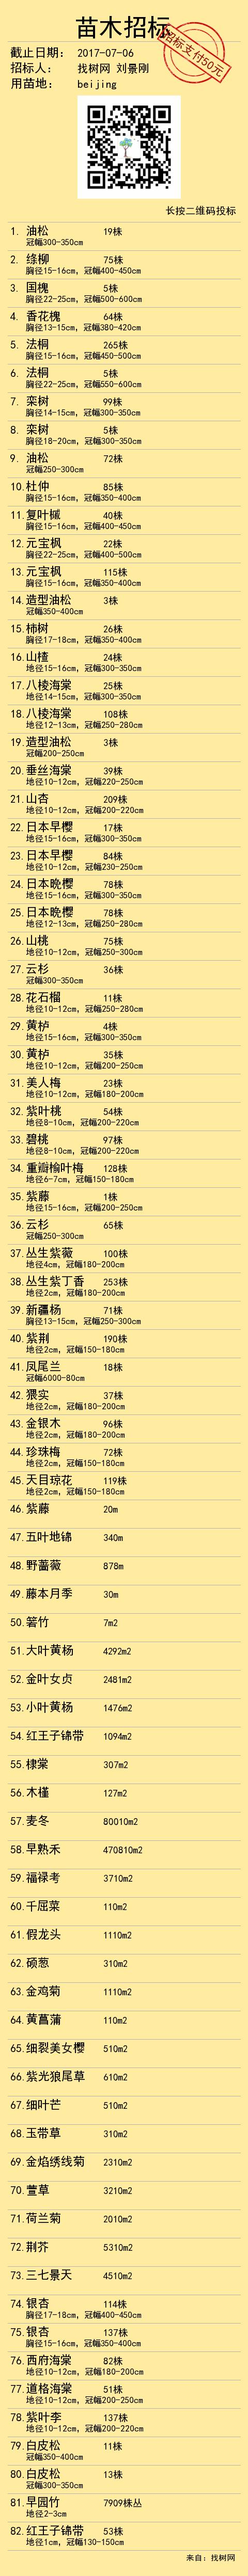 苗木招标
招标支付50元
截止日期： 2017-07-06
招标人： 找树网 刘景刚
用苗地： beijing
长按二维码投标
1. 油松 19株
冠幅300-350cm
2. 绦柳 75株
胸径15-16cm，冠幅400-450cm
3. 国槐 5株
胸径22-25cm，冠幅500-600cm
4. 香花槐 64株
胸径13-15cm，冠幅380-420cm
5. 法桐 265株
胸径15-16cm，冠幅450-500cm
6. 法桐 5株
胸径22-25cm，冠幅550-600cm
7. 栾树 99株
胸径14-15cm，冠幅300-350cm
8. 栾树 5株
胸径18-20cm，冠幅300-350cm
9. 油松 72株
冠幅250-300cm
10. 杜仲 85株
胸径15-16cm，冠幅350-400cm
11. 复叶槭 40株
胸径15-16cm，冠幅400-450cm
12. 元宝枫 22株
胸径22-25cm，冠幅400-500cm
13. 元宝枫 115株
胸径15-16cm，冠幅350-400cm
14. 造型油松 3株
冠幅350-400cm
15. 柿树 26株
胸径17-18cm，冠幅350-400cm
16. 山楂 24株
地径15-16cm，冠幅300-350cm
17. 八棱海棠 25株
地径14-15cm，冠幅300-350cm
18. 八棱海棠 108株
地径12-13cm，冠幅250-280cm
19. 造型油松 3株
冠幅200-250cm
20. 垂丝海棠 39株
地径10-12cm，冠幅220-250cm
21. 山杏 209株
地径10-12cm，冠幅200-220cm
22. 日本早樱 17株
地径15-16cm，冠幅300-350cm
23. 日本早樱 84株
地径10-12cm，冠幅230-250cm
24. 日本晚樱 78株
地径15-16cm，冠幅300-350cm
25. 日本晚樱 78株
地径12-13cm，冠幅250-280cm
26. 山桃 75株
地径10-12cm，冠幅250-300cm
27. 云杉 36株
冠幅300-350cm
28. 花石榴 11株
地径10-12cm，冠幅250-280cm
29. 黄栌 4株
地径15-16cm，冠幅300-350cm
30. 黄栌 35株
地径10-12cm，冠幅200-250cm
31. 美人梅 23株
地径10-12cm，冠幅180-200cm
32. 紫叶桃 54株
地径8-10cm，冠幅200-220cm
33. 碧桃 97株
地径8-10cm，冠幅200-220cm
34. 重瓣榆叶梅 128株
地径6-7cm，冠幅150-180cm
35. 紫藤 1株
地径15-16cm，冠幅200-250cm
36. 云杉 65株
冠幅250-300cm
37. 丛生紫薇 100株
地径4cm，冠幅180-200cm
38. 丛生紫丁香 253株
地径2cm，冠幅180-200cm
39. 新疆杨 71株
胸径13-15cm，冠幅250-300cm
40. 紫荆 190株
地径2cm，冠幅150-180cm
41. 凤尾兰 18株
冠幅6000-80cm
42. 猥实 37株
地径2cm，冠幅180-200cm
43. 金银木 96株
地径2cm，冠幅180-200cm
44. 珍珠梅 72株
地径2cm，冠幅150-180cm
45. 天目琼花 119株
地径2cm，冠幅150-180cm
46. 紫藤 20m
47. 五叶地锦 340m
48. 野蔷薇 878m
49. 藤本月季 30m
50. 箬竹 7m2
51. 大叶黄杨 4292m2
52. 金叶女贞 2481m2
53. 小叶黄杨 1476m2
54. 红王子锦带 1094m2
55. 棣棠 307m2
56. 木槿 127m2
57. 麦冬 80010m2
58. 早熟禾 470810m2
59. 福禄考 3710m2
60. 千屈菜 110m2
61. 假龙头 1110m2
62. 硕葱 310m2
63. 金鸡菊 1110m2
64. 黄菖蒲 110m2
65. 细裂美女樱 510m2
66. 紫光狼尾草 610m2
67. 细叶芒 510m2
68. 玉带草 310m2
69. 金焰绣线菊 2310m2
70. 萱草 3210m2
71. 荷兰菊 2010m2
72. 荆芥 5310m2
73. 三七景天 4510m2
74. 银杏 114株
胸径17-18cm，冠幅400-450cm
75. 银杏 137株
胸径15-16cm，冠幅350-400cm
76. 西府海棠 82株
地径10-12cm，冠幅180-200cm
77. 道格海棠 51株
地径10-12cm，冠幅200-250cm
78. 紫叶李 137株
地径10-12cm，冠幅200-220cm
79. 白皮松 11株
冠幅350-400cm
80. 白皮松 13株
冠幅300-350cm
81. 早园竹 7909株丛
地径2-3cm
82. 红王子锦带 53株
地径1cm，冠幅130-150cm
来自：找树网